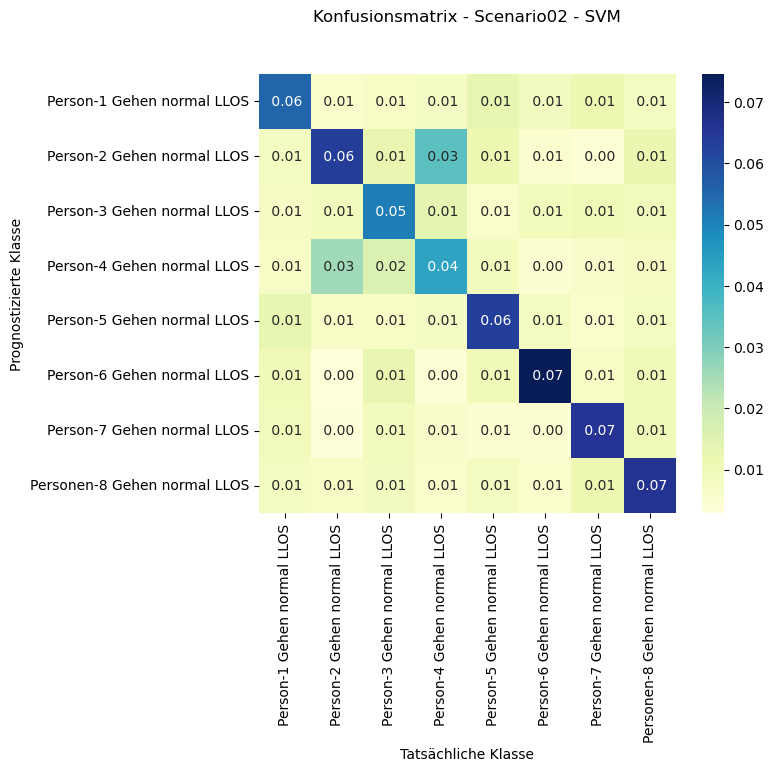 Konfusionsmatrix - Scenario02 - SVM
Prognostizierte Klasse
Person-1 Gehen normal LLOS 0.06 0.01 0.01 0.01 0.01 0.01 0.01 0.01
Person-2 Gehen normal LLOS 0.01 0.06 0.01 0.03 0.01 0.01 0.00 0.01
Person-3 Gehen normal LLOS 0.01 0.01 0.05 0.01 0.01 0.01 0.01 0.01
Person-4 Gehen normal LLOS 0.01 0.03 0.02 0.04 0.01 0.00 0.01 0.01
Person-5 Gehen normal LLOS 0.01 0.01 0.01 0.01 0.06 0.01 0.01 0.01
Person-6 Gehen normal LLOS 0.01 0.00 0.01 0.00 0.01 0.07 0.01 0.01
Person-7 Gehen normal LLOS 0.01 0.00 0.01 0.01 0.01 0.00 0.07 0.01
Personen-8 Gehen normal LLOS 0.01 0.01 0.01 0.01 0.01 0.01 0.01 0.07
Person-1 Gehen normal LLOS
Person-2 Gehen normal LLOS
Person-3 Gehen normal LLOS
Person-4 Gehen normal LLOS
Person-5 Gehen normal LLOS
Person-6 Gehen normal LLOS
Person-7 Gehen normal LLOS
Personen-8 Gehen normal LLOS
Tatsächliche Klasse
0.07
0.06
0.05
0.04
0.03
0.02
0.01